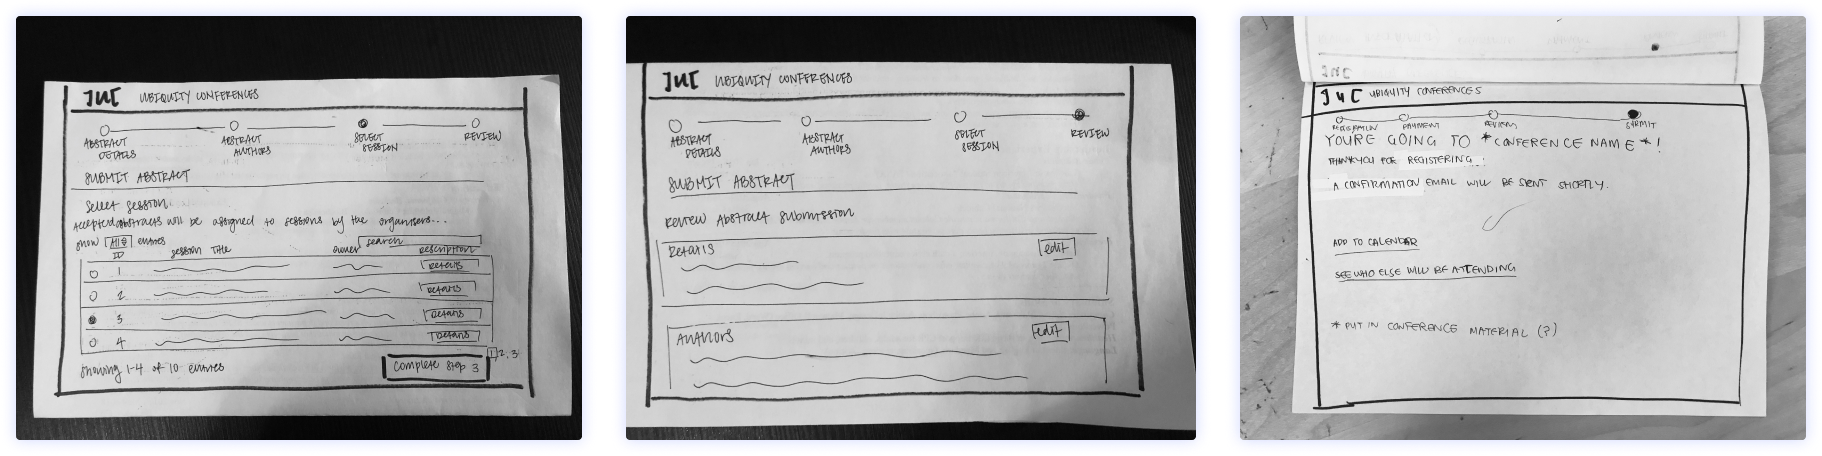 JUC UBIQUITY CONFERENCES
ABSTRACT DETAILS
ABSTRACT AUTHORS
SELECT SESSION
REVIEW
SUBMIT ABSTRACT
Select Session
Accepted abstracts will be assigned to sessions by the organisers...
Show All entries
search
ID session Title owner Description
1 Details
2 Details
3 Details
4 Details
Showing 1-4 of 10 entries
1, 2, 3
Complete Step 3
JUC UBIQUITY CONFERENCES
ABSTRACT DETAILS
ABSTRACT AUTHORS
SELECT SESSION
REVIEW
SUBMIT ABSTRACT
REVIEW Abstract Submission
Details edit
AUTHORS edit
JUC
JUC UBIQUITY CONFERENCES
REGISTRATION PAYMENT REVIEW SUBMIT
YOURE GOING TO *CONFERENCE NAME*!
THANKYOU FOR REGISTERING!
A CONFIRMATION EMAIL WILL BE SENT SHORTLY.
ADD TO CALENDAR
SEE WHO ELSE WILL BE ATTENDING
* PUT IN CONFERENCE MATERIAL (?)